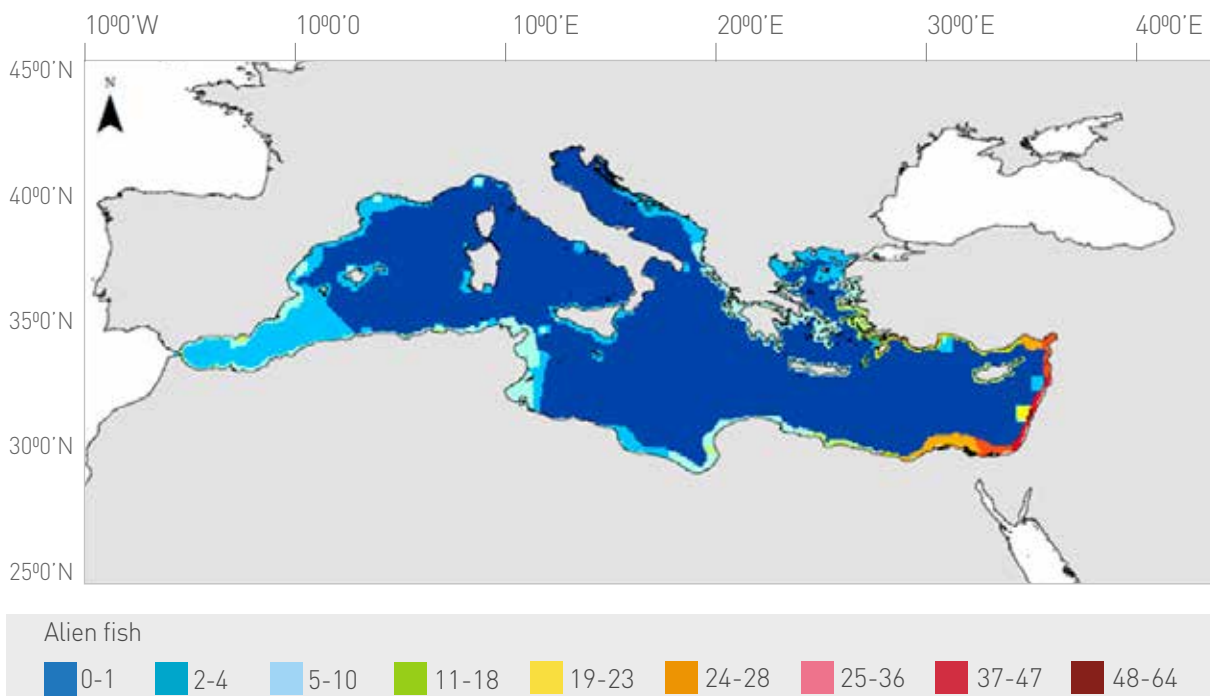 10⁰0'W 10⁰0'0 10⁰0'E 20⁰0'E 30⁰0'E 40⁰0'E
45⁰0'N
N
40⁰0'N
35⁰0'N
30⁰0'N
25⁰0'N
Alien fish
0-1 2-4 5-10 11-18 19-23 24-28 25-36 37-47 48-64